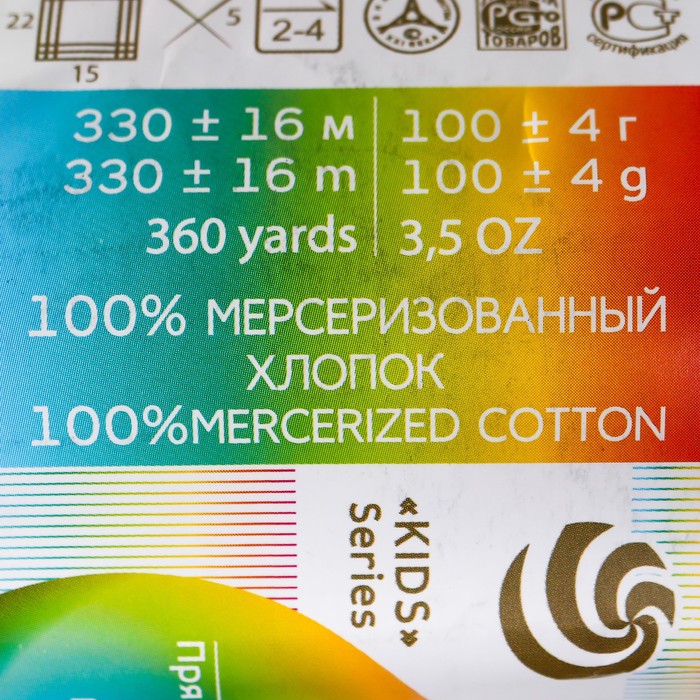 22
5
2-4
15
РСТ
ТОВАРОВ
РСТ
сертификация
330 ± 16 м
100 ± 4 г
330 ± 16 m
100 ± 4 g
360 yards
3,5 OZ
100% МЕРСЕРИЗОВАННЫЙ
ХЛОПОК
100%MERCERIZED COTTON
«KIDS»
Series
Пря